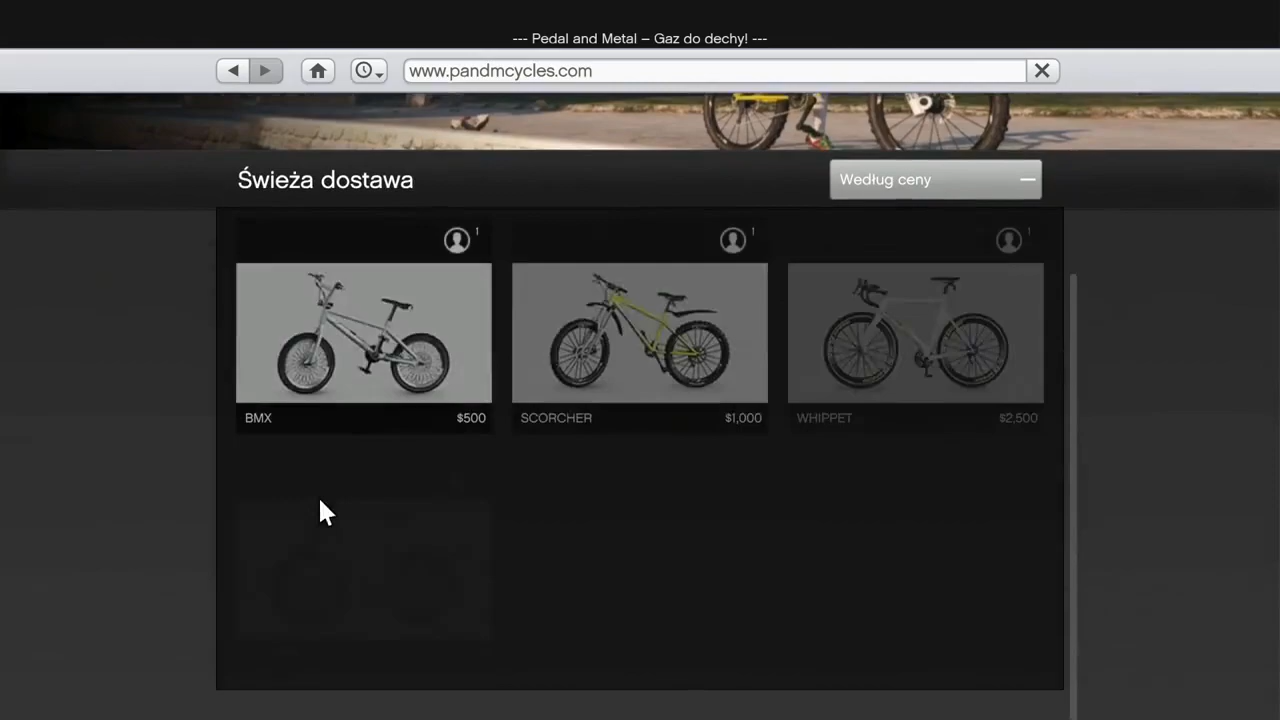 --- Pedal and Metal – Gaz do dechy! ---
www.pandmcycles.com
Świeża dostawa
Według ceny
1
1
1
BMX $500
SCORCHER $1,000
WHIPPET $2,500